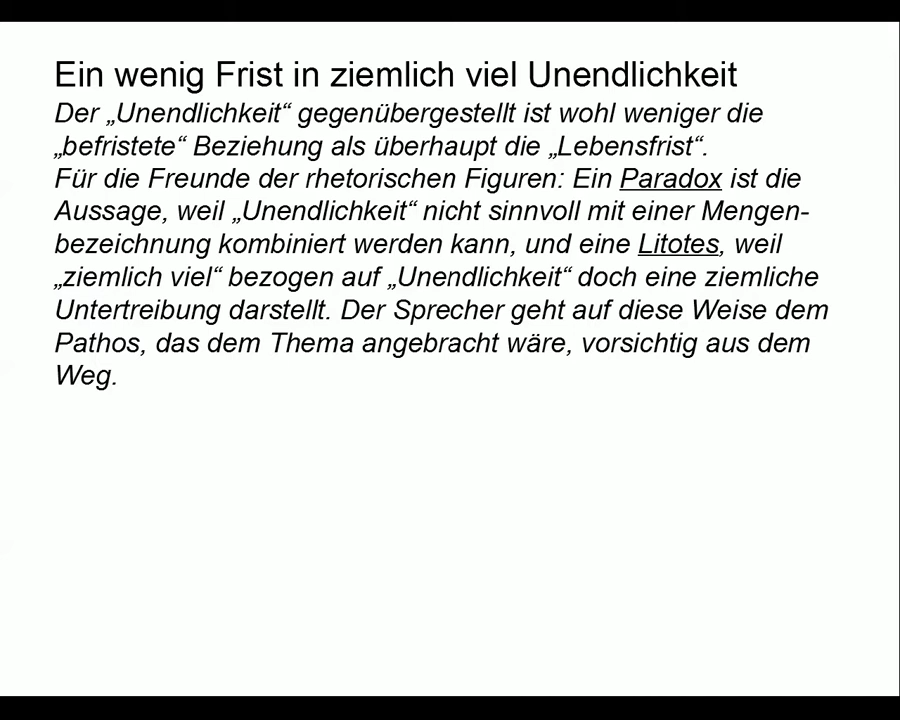 Ein wenig Frist in ziemlich viel Unendlichkeit
Der „Unendlichkeit“ gegenübergestellt ist wohl weniger die
„befristete“ Beziehung als überhaupt die „Lebensfrist“.
Für die Freunde der rhetorischen Figuren: Ein Paradox ist die
Aussage, weil „Unendlichkeit“ nicht sinnvoll mit einer Mengen-
bezeichnung kombiniert werden kann, und eine Litotes, weil
„ziemlich viel“ bezogen auf „Unendlichkeit“ doch eine ziemliche
Untertreibung darstellt. Der Sprecher geht auf diese Weise dem
Pathos, das dem Thema angebracht wäre, vorsichtig aus dem
Weg.